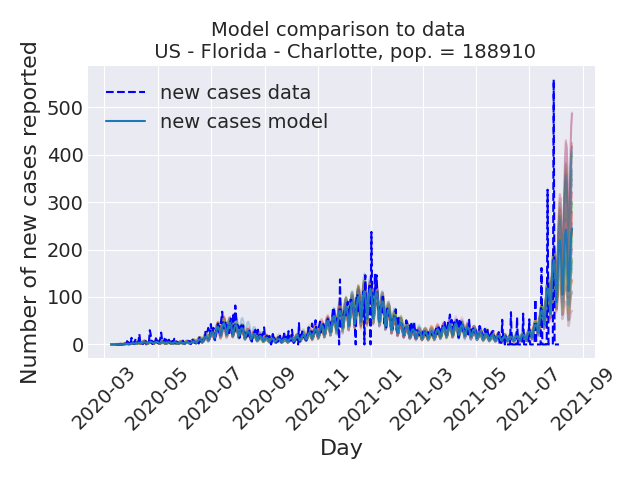 Model comparison to data
US - Florida - Charlotte, pop. = 188910
new cases data
new cases model
Number of new cases reported
500
400
300
200
100
0
2020-03
2020-05
2020-07
2020-09
2020-11
2021-01
2021-03
2021-05
2021-07
2021-09
Day